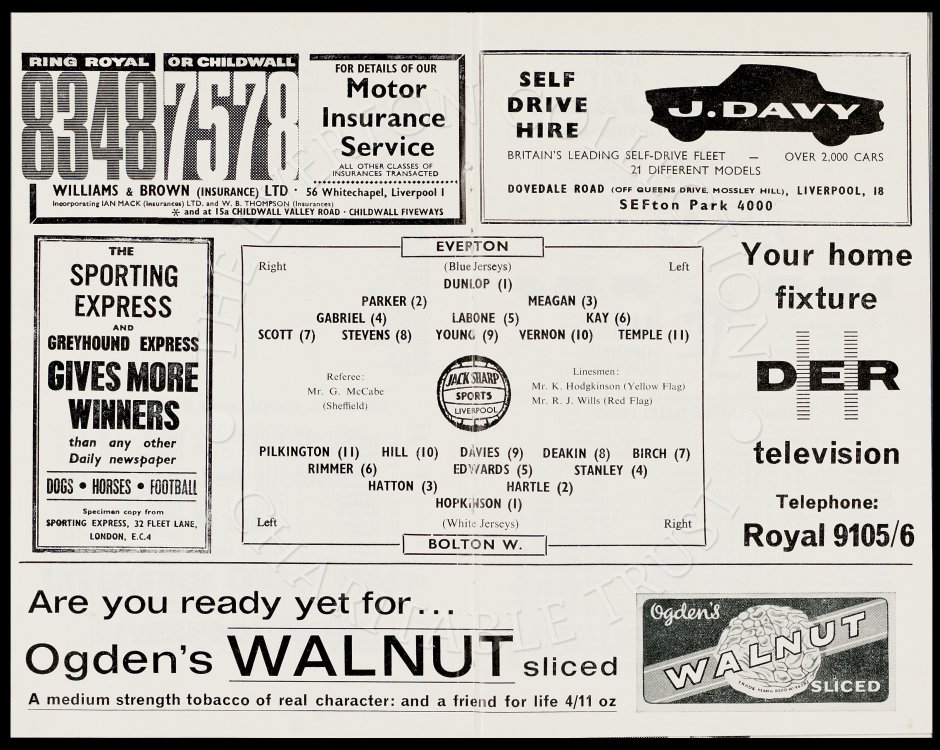 RING ROYAL
8348
OR CHILDWALL
7578
FOR DETAILS OF OUR
Motor
Insurance
Service
ALL OTHER CLASSES OF
INSURANCES TRANSACTED
WILLIAMS & BROWN (INSURANCE) LTD · 56 Whitechapel, Liverpool 1
Incorporating IAN MACK (Insurances) LTD. and W. B. THOMPSON (Insurances)
* and at 15a CHILDWALL VALLEY ROAD · CHILDWALL FIVEWAYS
SELF
DRIVE
HIRE
J. DAVY
BRITAIN'S LEADING SELF-DRIVE FLEET — OVER 2,000 CARS
21 DIFFERENT MODELS
DOVEDALE ROAD (OFF QUEENS DRIVE, MOSSLEY HILL), LIVERPOOL, 18
SEFton Park 4000
THE
SPORTING
EXPRESS
AND
GREYHOUND EXPRESS
GIVES MORE
WINNERS
than any other
Daily newspaper
DOGS • HORSES • FOOTBALL
Specimen copy from
SPORTING EXPRESS, 32 FLEET LANE,
LONDON, E.C.4
EVERTON
Right (Blue Jerseys) Left
DUNLOP (1)
PARKER (2) MEAGAN (3)
GABRIEL (4) LABONE (5) KAY (6)
SCOTT (7) STEVENS (8) YOUNG (9) VERNON (10) TEMPLE (11)
Referee:
Mr. G. McCabe
(Sheffield)
JACK SHARP
SPORTS
LIVERPOOL
Linesmen:
Mr. K. Hodgkinson (Yellow Flag)
Mr. R. J. Wills (Red Flag)
PILKINGTON (11) HILL (10) DAVIES (9) DEAKIN (8) BIRCH (7)
RIMMER (6) EDWARDS (5) STANLEY (4)
HATTON (3) HARTLE (2)
HOPKINSON (1)
Left (White Jerseys) Right
BOLTON W.
Your home
fixture
DER
television
Telephone:
Royal 9105/6
Are you ready yet for...
Ogden's WALNUT sliced
A medium strength tobacco of real character: and a friend for life 4/11 oz
Ogden's
WALNUT
SLICED
THE EVERTON COLLECTION
CHARITABLE TRUST